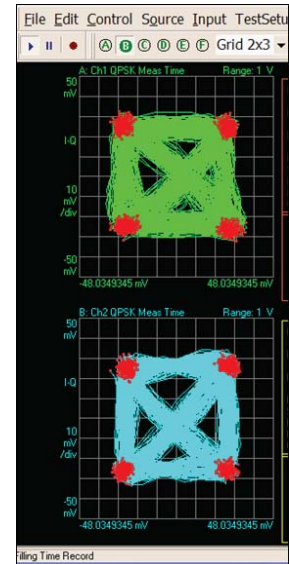 File Edit Control Source Input TestSetu
A B C D E F Grid 2x3
A: Ch1 QPSK Meas Time Range: 1 V
50
mV
I-Q
10
mV
/div
-50
mV
-48.0349345 mV 48.0349345 mV
B: Ch2 QPSK Meas Time Range: 1 V
50
mV
I-Q
10
mV
/div
-50
mV
-48.0349345 mV 48.0349345 mV
Filling Time Record